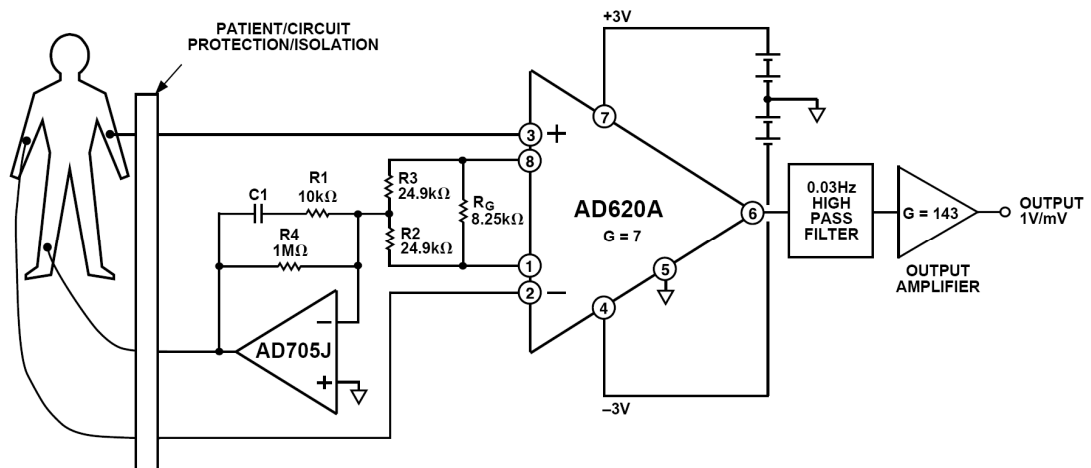 PATIENT/CIRCUIT
PROTECTION/ISOLATION
+3V
3
+
8
7
C1
R1
10kΩ
R3
24.9kΩ
RG
8.25kΩ
R4
1MΩ
R2
24.9kΩ
AD620A
G = 7
6
0.03Hz
HIGH
PASS
FILTER
G = 143
OUTPUT
1V/mV
OUTPUT
AMPLIFIER
1
2
−
5
4
−
AD705J
+
–3V